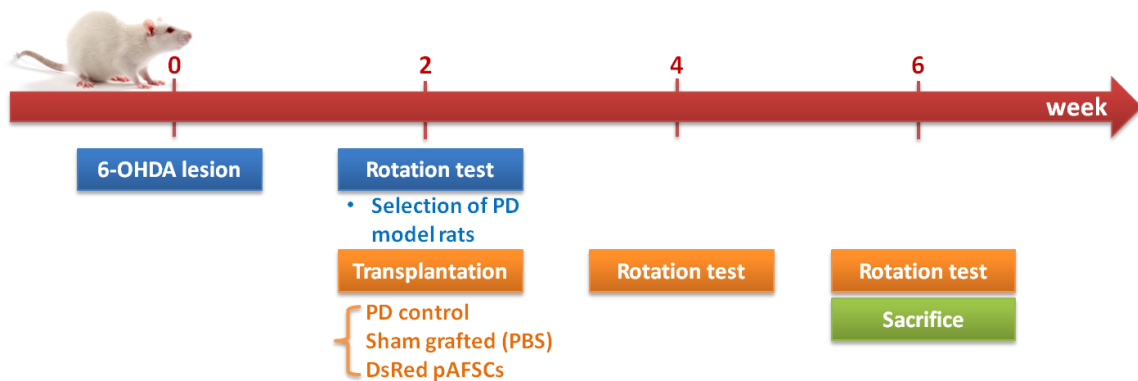 0 2 4 6
week
6-OHDA lesion
Rotation test
• Selection of PD
model rats
Transplantation
Rotation test
Rotation test
PD control
Sham grafted (PBS)
DsRed pAFSCs
Sacrifice